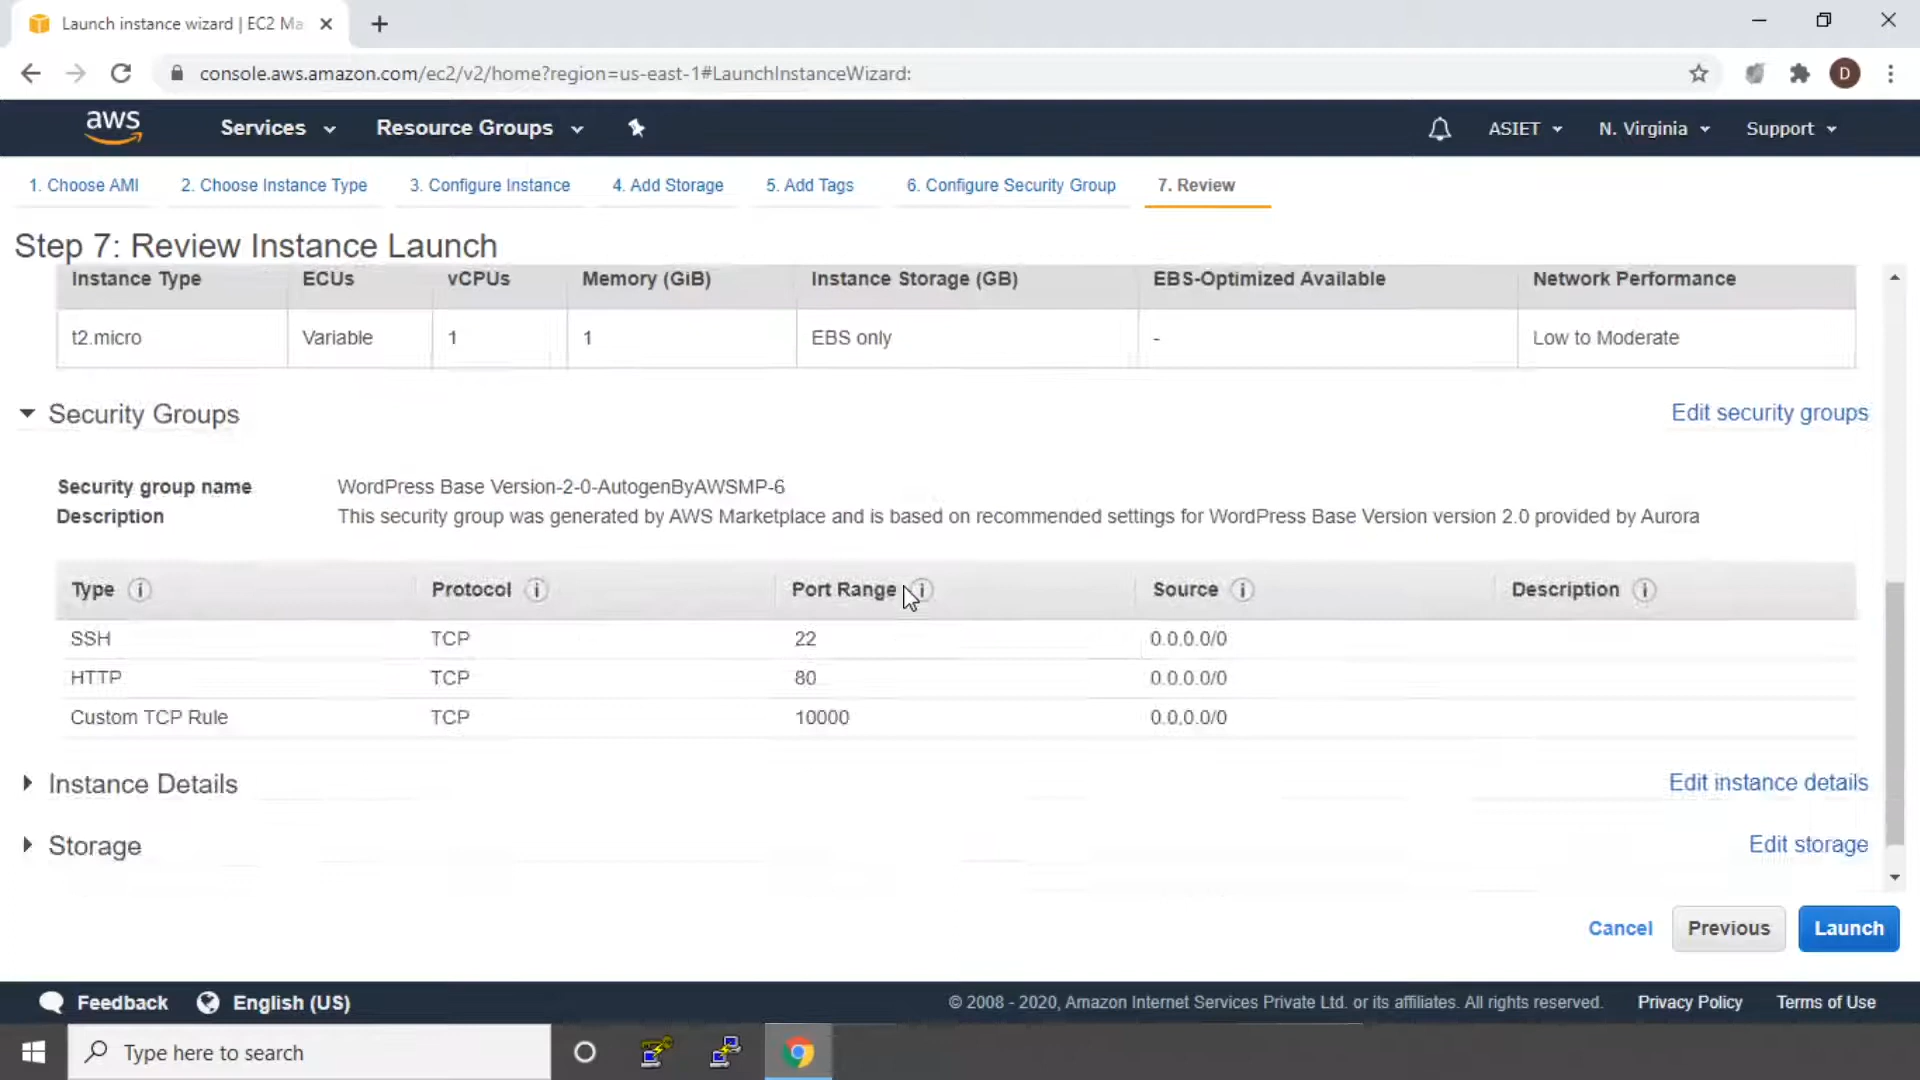 Launch instance wizard | EC2 Ma
console.aws.amazon.com/ec2/v2/home?region=us-east-1#LaunchInstanceWizard:
D
aws Services Resource Groups ASIET N. Virginia Support
1. Choose AMI 2. Choose Instance Type 3. Configure Instance 4. Add Storage 5. Add Tags 6. Configure Security Group 7. Review
Step 7: Review Instance Launch
Instance Type ECUs vCPUs Memory (GiB) Instance Storage (GB) EBS-Optimized Available Network Performance
t2.micro Variable 1 1 EBS only - Low to Moderate
Security Groups Edit security groups
Security group name WordPress Base Version-2-0-AutogenByAWSMP-6
Description This security group was generated by AWS Marketplace and is based on recommended settings for WordPress Base Version version 2.0 provided by Aurora
Type i Protocol i Port Range i Source i Description i
SSH TCP 22 0.0.0.0/0
HTTP TCP 80 0.0.0.0/0
Custom TCP Rule TCP 10000 0.0.0.0/0
Instance Details Edit instance details
Storage Edit storage
Cancel Previous Launch
Feedback English (US) © 2008 - 2020, Amazon Internet Services Private Ltd. or its affiliates. All rights reserved. Privacy Policy Terms of Use
Type here to search